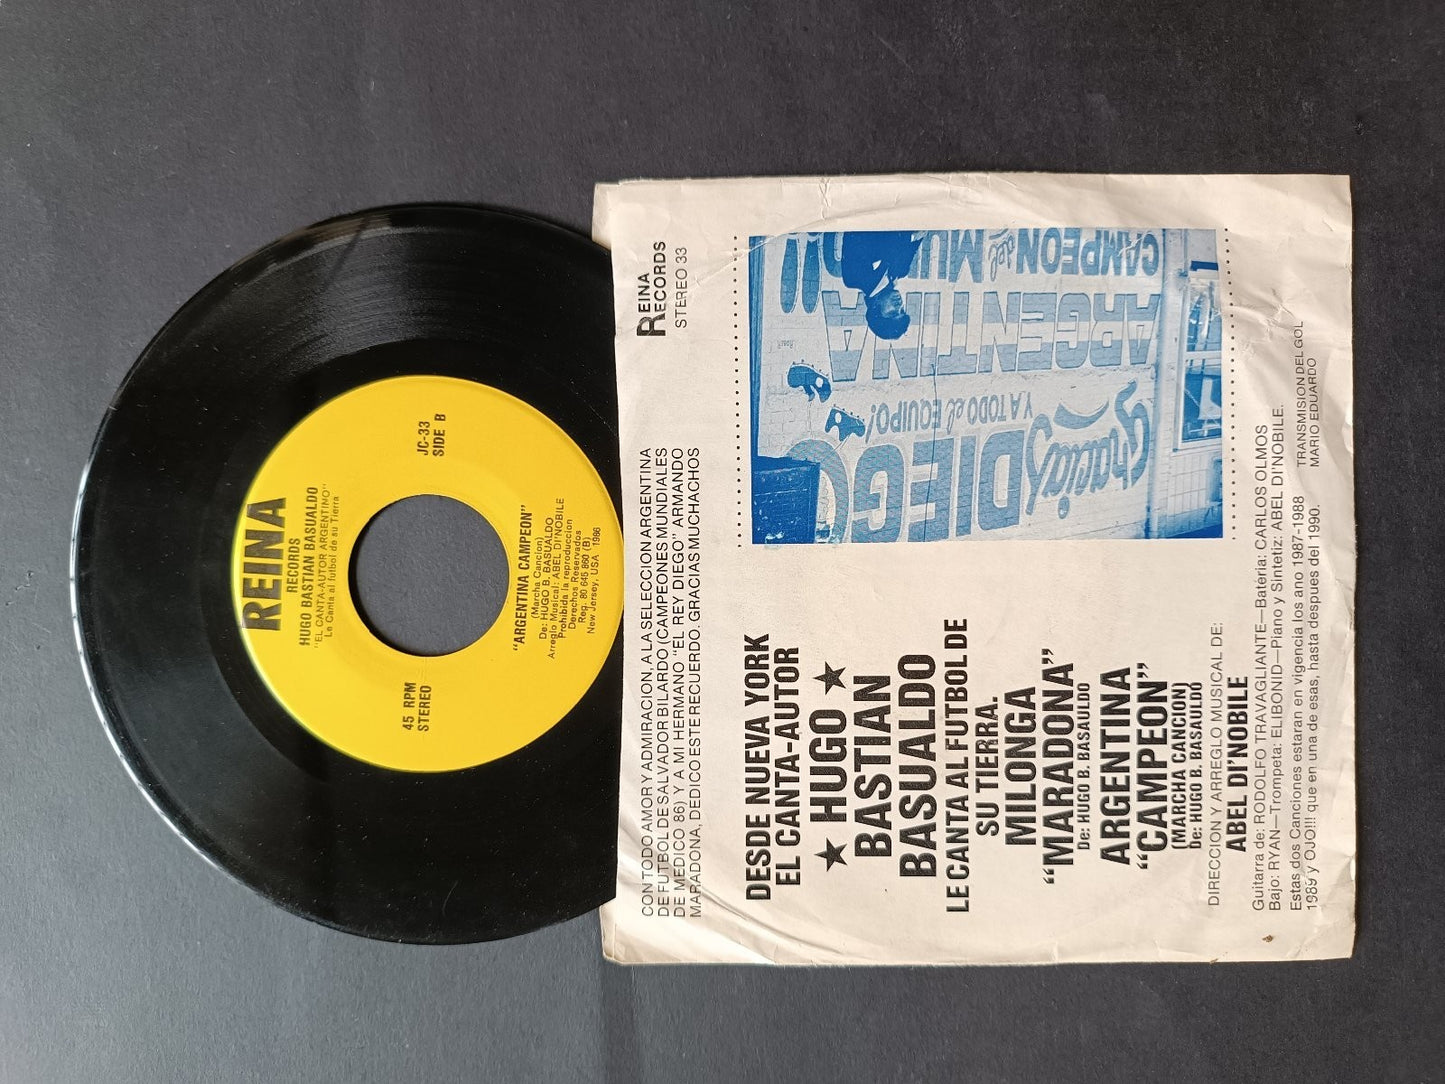 REINA
RECORDS
HUGO BASTIAN BASUALDO
"EL CANTA-AUTOR ARGENTINO"
Le Canta al futbol de su Tierra
45 RPM
STEREO
JC-33
SIDE B
"ARGENTINA CAMPEON"
(Marcha Cancion)
De: HUGO B. BASUALDO
Arreglo Musical: ABEL DI'NOBILE
Prohibida la reproduccion
Derechos Reservados
Reg. 80 645 860 (B)
New Jersey, USA 1986
CON TODO AMOR Y ADMIRACION, A LA SELECCION ARGENTINA
DE FUTBOL DE SALVADOR BILARDO (CAMPEONES MUNDIALES
DE MEDICO 86) Y A MI HERMANO "EL REY DIEGO" ARMANDO
MARADONA, DEDICO ESTE RECUERDO. GRACIAS MUCHACHOS
REINA
RECORDS
STEREO 33
DESDE NUEVA YORK
EL CANTA-AUTOR
★ HUGO ★
BASTIAN
BASUALDO
LE CANTA AL FUTBOL DE
SU TIERRA.
MILONGA
"MARADONA"
De: HUGO B. BASAULDO
ARGENTINA
"CAMPEON"
(MARCHA CANCION)
De: HUGO B. BASAULDÓ
Gracias
DIEGO
Y A TODO el EQUIPO!
ARGENTINA
CAMPEON del MUNDO!!
DIRECCION Y ARREGLO MUSICAL DE:
ABEL DI'NOBILE
Guitarra de: RODOLFO TRAVAGLIANTE—Bateria: CARLOS OLMOS
Bajo: RYAN—Trompeta: ELIBONID—Piano y Sintetiz: ABEL DI'NOBILE.
Estas dos Canciones estaran en vigencia los ano 1987-1988
1989 y OJO!!! que en una de esas, hasta despues del 1990.
TRANSMISION DEL GOL
MARIO EDUARDO